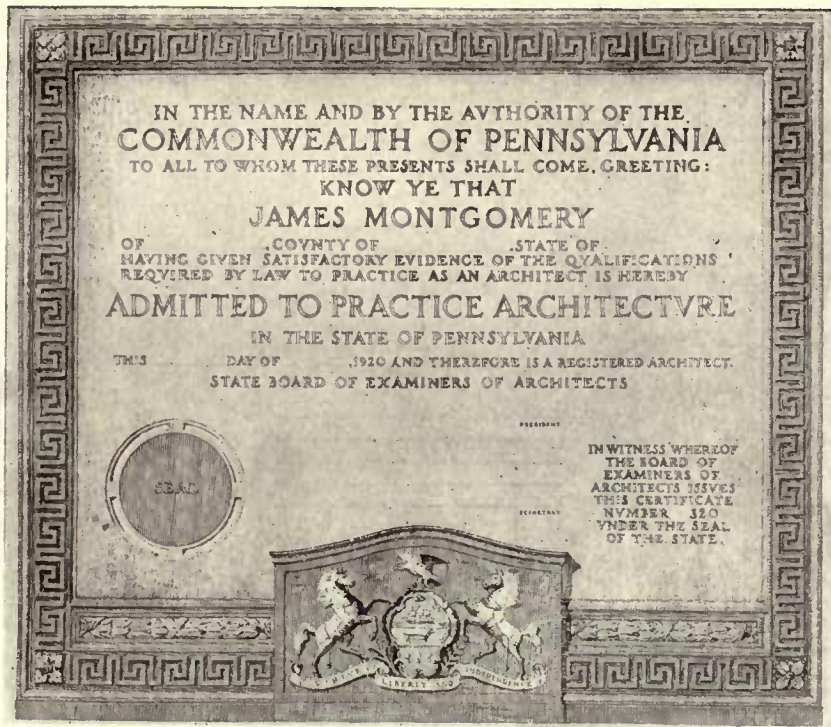 IN THE NAME AND BY THE AVTHORITY OF THE
COMMONWEALTH OF PENNSYLVANIA
TO ALL TO WHOM THESE PRESENTS SHALL COME, GREETING:
KNOW YE THAT
JAMES MONTGOMERY
OF ,COVNTY OF ,STATE OF
HAVING GIVEN SATISFACTORY EVIDENCE OF THE QVALIFICATIONS
REQVIRED BY LAW TO PRACTICE AS AN ARCHITECT IS HEREBY
ADMITTED TO PRACTICE ARCHITECTVRE
IN THE STATE OF PENNSYLVANIA
THIS DAY OF ,1920 AND THEREFORE IS A REGISTERED ARCHITECT.
STATE BOARD OF EXAMINERS OF ARCHITECTS
PRESIDENT
SECRETARY
SEAL
IN WITNESS WHEREOF
THE BOARD OF
EXAMINERS OF
ARCHITECTS ISSVES
THIS CERTIFICATE
NVMBER 320
VNDER THE SEAL
OF THE STATE.
VIRTVE
LIBERTY AND
INDEPENDENCE